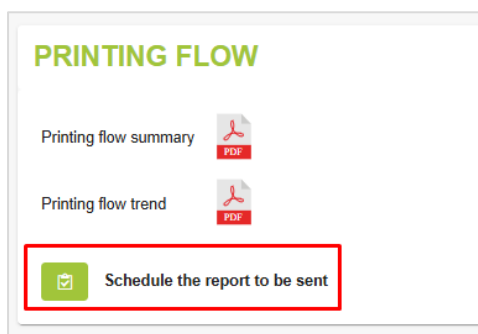 PRINTING FLOW
Printing flow summary
PDF
Printing flow trend
PDF
Schedule the report to be sent